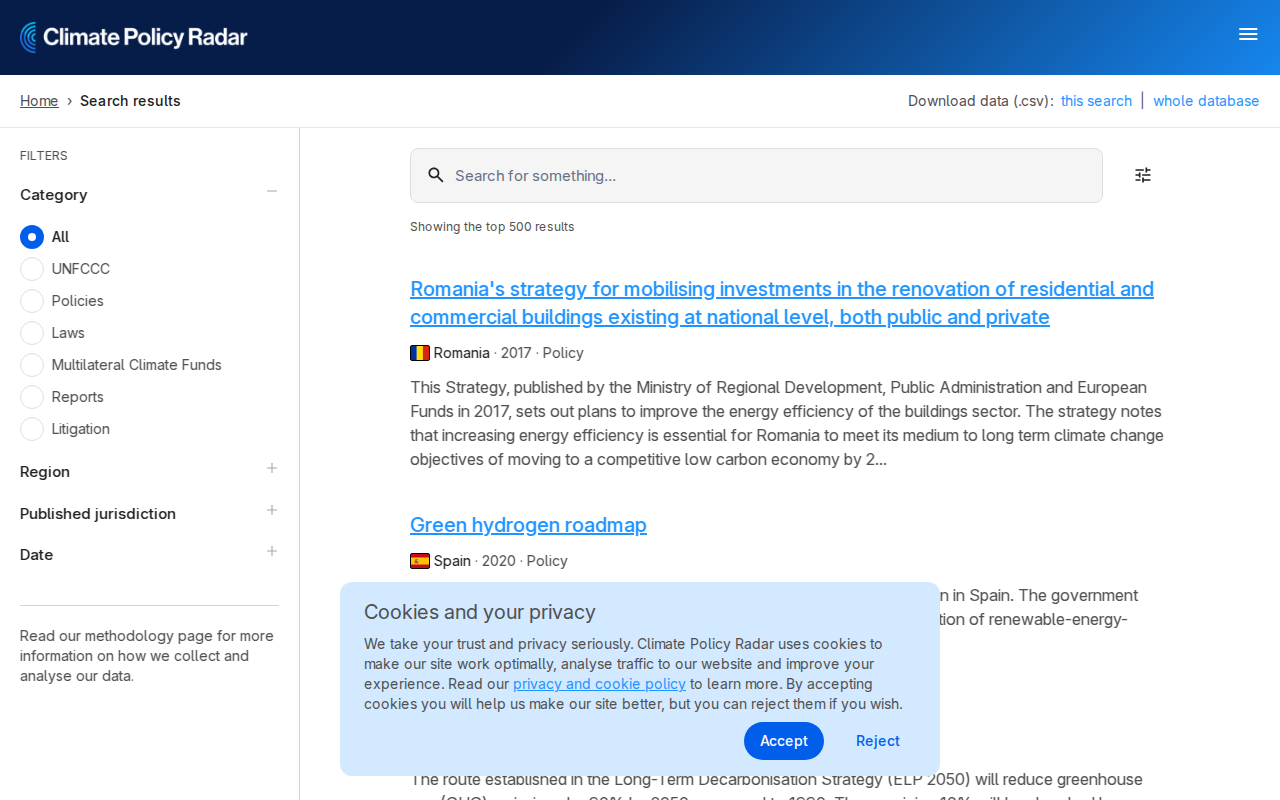 Climate Policy Radar
Home › Search results
Download data (.csv): this search | whole database
FILTERS
Category
All
UNFCCC
Policies
Laws
Multilateral Climate Funds
Reports
Litigation
Region
Published jurisdiction
Date
Read our methodology page for more
information on how we collect and
analyse our data.
Search for something...
Showing the top 500 results
Romania's strategy for mobilising investments in the renovation of residential and
commercial buildings existing at national level, both public and private
Romania · 2017 · Policy
This Strategy, published by the Ministry of Regional Development, Public Administration and European
Funds in 2017, sets out plans to improve the energy efficiency of the buildings sector. The strategy notes
that increasing energy efficiency is essential for Romania to meet its medium to long term climate change
objectives of moving to a competitive low carbon economy by 2...
Green hydrogen roadmap
Spain · 2020 · Policy
n in Spain. The government
tion of renewable-energy-
Cookies and your privacy
We take your trust and privacy seriously. Climate Policy Radar uses cookies to
make our site work optimally, analyse traffic to our website and improve your
experience. Read our privacy and cookie policy to learn more. By accepting
cookies you will help us make our site better, but you can reject them if you wish.
Accept
Reject
The route established in the Long-Term Decarbonisation Strategy (ELP 2050) will reduce greenhouse